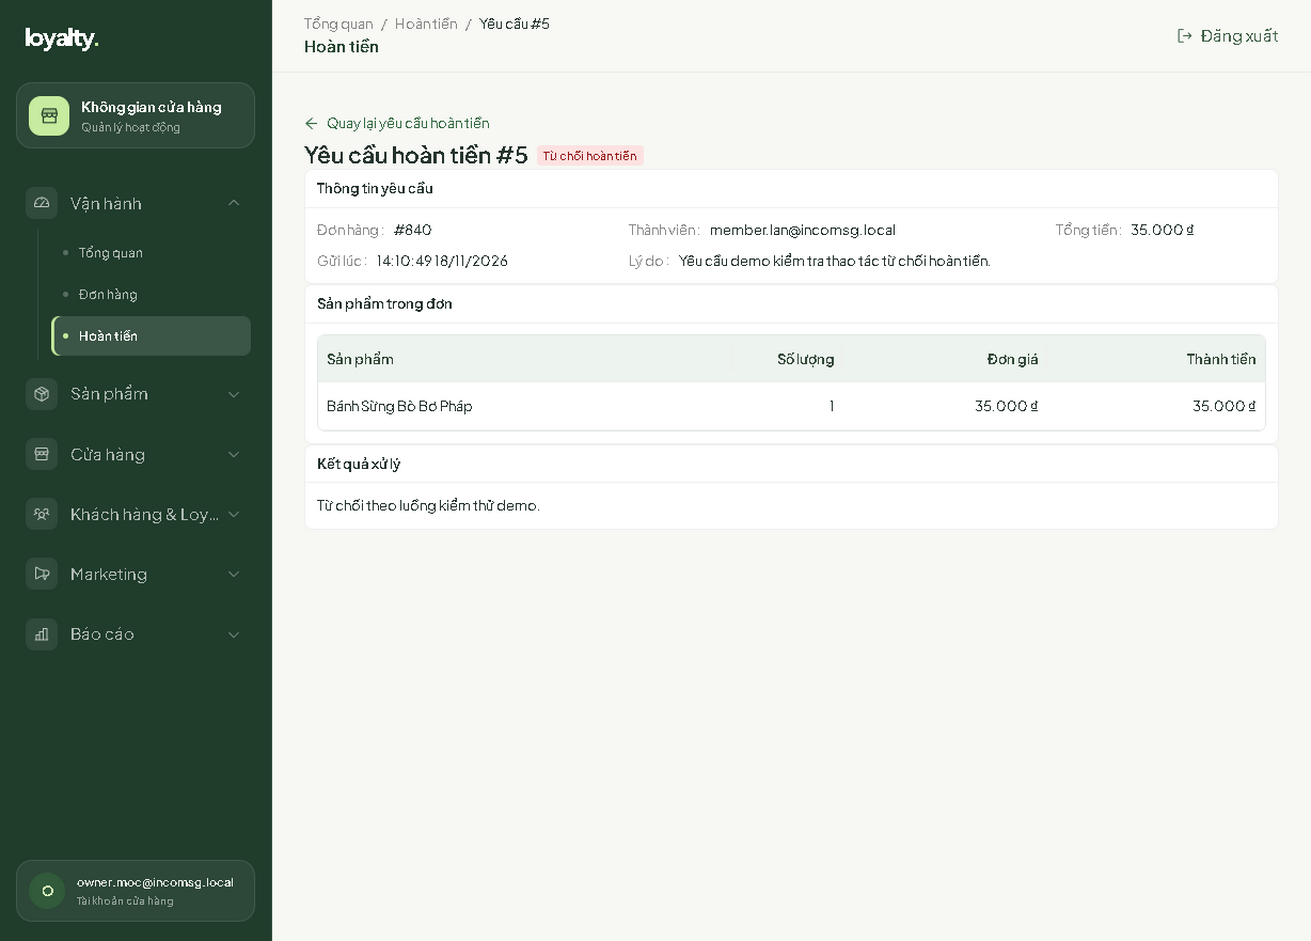 loyalty.
Không gian cửa hàng
Quản lý hoạt động
Vận hành
Tổng quan
Đơn hàng
Hoàn tiền
Sản phẩm
Cửa hàng
Khách hàng & Loy...
Marketing
Báo cáo
owner.moc@incomsg.local
Tài khoản cửa hàng
Tổng quan / Hoàn tiền / Yêu cầu #5
Hoàn tiền
Đăng xuất
Quay lại yêu cầu hoàn tiền
Yêu cầu hoàn tiền #5 Từ chối hoàn tiền
Thông tin yêu cầu
Đơn hàng : #840 Thành viên : member.lan@incomsg.local Tổng tiền : 35.000 ₫
Gửi lúc : 14:10:49 18/11/2026 Lý do : Yêu cầu demo kiểm tra thao tác từ chối hoàn tiền.
Sản phẩm trong đơn
Sản phẩm Số lượng Đơn giá Thành tiền
Bánh Sừng Bò Bơ Pháp 1 35.000 ₫ 35.000 ₫
Kết quả xử lý
Từ chối theo luồng kiểm thử demo.